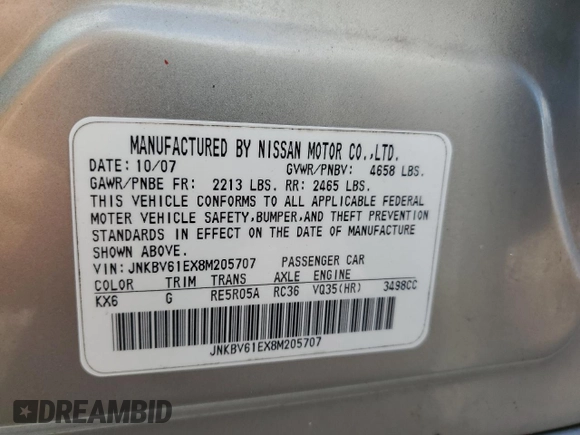 MANUFACTURED BY NISSAN MOTOR CO.,LTD.
DATE: 10/07 GVWR/PNBV: 4658 LBS.
GAWR/PNBE FR: 2213 LBS. RR: 2465 LBS.
THIS VEHICLE CONFORMS TO ALL APPLICABLE FEDERAL
MOTER VEHICLE SAFETY,BUMPER,AND THEFT PREVENTION
STANDARDS IN EFFECT ON THE DATE OF MANUFACTURE
SHOWN ABOVE.
VIN: JNKBV61EX8M205707 PASSENGER CAR
COLOR TRIM TRANS AXLE ENGINE
KX6 G RE5R05A RC36 VQ35(HR) 3498CC
JNKBV61EX8M205707
DREAMBID